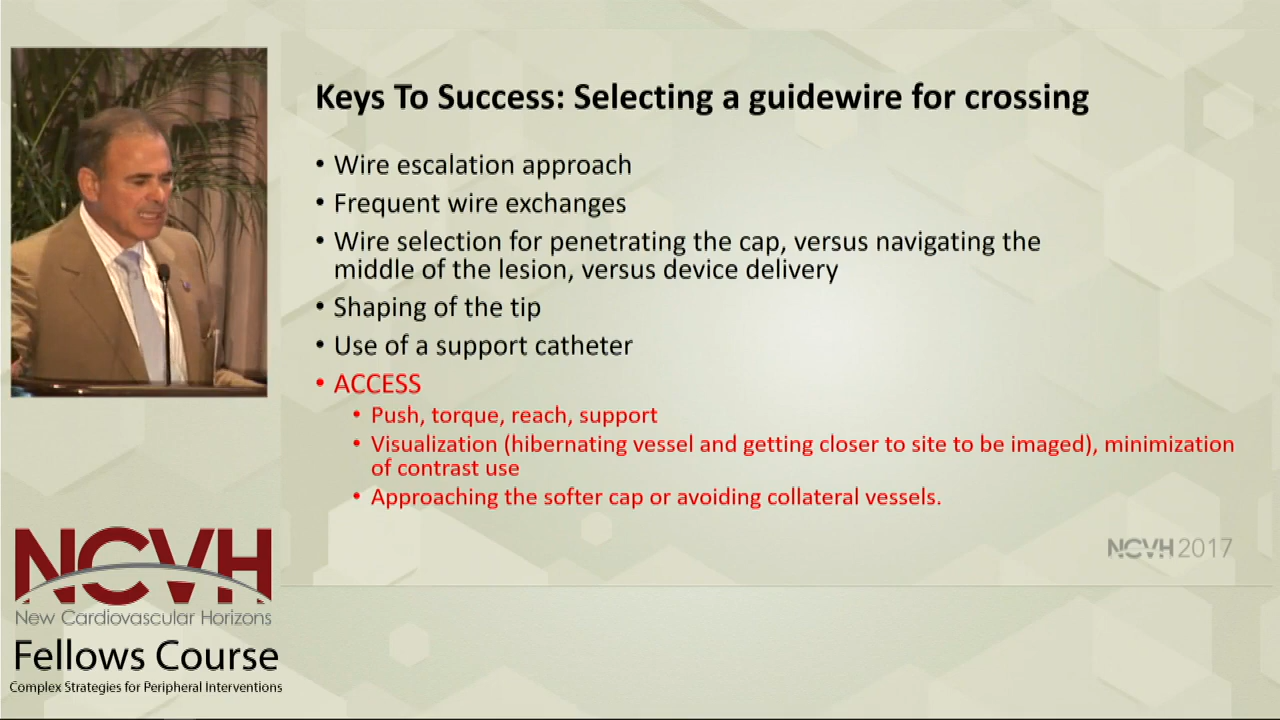 Keys To Success: Selecting a guidewire for crossing
• Wire escalation approach
• Frequent wire exchanges
• Wire selection for penetrating the cap, versus navigating the
middle of the lesion, versus device delivery
• Shaping of the tip
• Use of a support catheter
• ACCESS
• Push, torque, reach, support
• Visualization (hibernating vessel and getting closer to site to be imaged), minimization
of contrast use
• Approaching the softer cap or avoiding collateral vessels.
NCVH 2017
NCVH
New Cardiovascular Horizons
Fellows Course
Complex Strategies for Peripheral Interventions